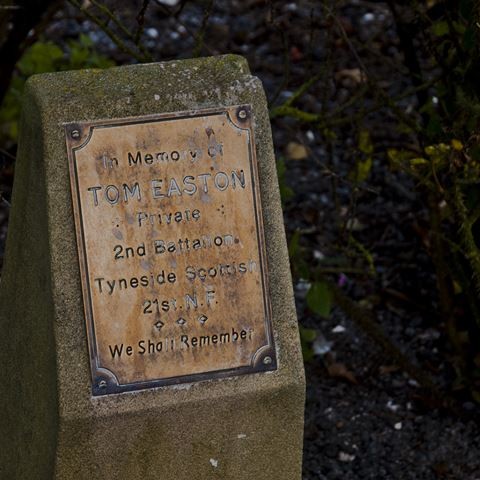 In Memory of
TOM EASTON
Private
2nd Battalion
Tyneside Scottish
21st. N.F.
We Shall Remember